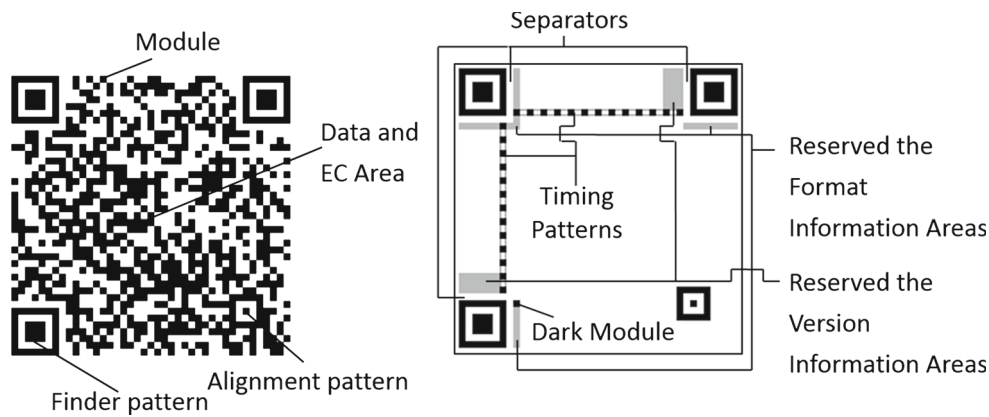 Module
Data and
EC Area
Alignment pattern
Finder pattern
Separators
Timing
Patterns
Dark Module
Reserved the
Format
Information Areas
Reserved the
Version
Information Areas